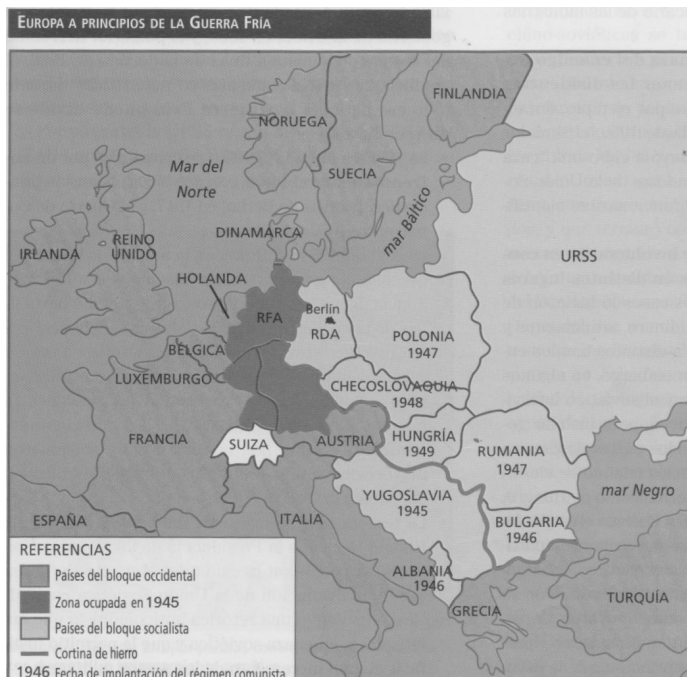 EUROPA A PRINCIPIOS DE LA GUERRA FRÍA
FINLANDIA
NORUEGA
SUECIA
Mar del
Norte
mar Báltico
DINAMARCA
IRLANDA
REINO
UNIDO
URSS
HOLANDA
Berlín
RFA
RDA
POLONIA
1947
BÉLGICA
LUXEMBURGO
CHECOSLOVAQUIA
1948
FRANCIA
SUIZA
AUSTRIA
HUNGRÍA
1949
RUMANIA
1947
mar Negro
YUGOSLAVIA
1945
BULGARIA
1946
ESPAÑA
ITALIA
ALBANIA
1946
GRECIA
TURQUÍA
REFERENCIAS
Países del bloque occidental
Zona ocupada en 1945
Países del bloque socialista
Cortina de hierro
1946 Fecha de implantación del régimen comunista